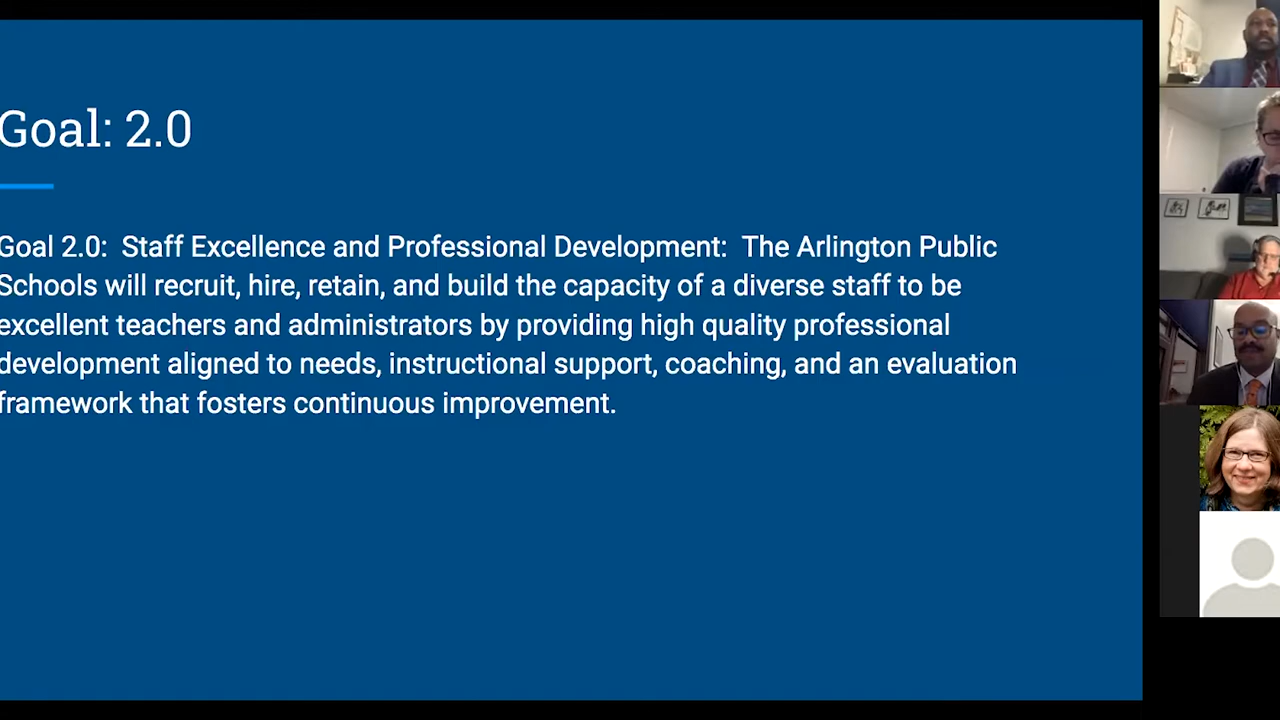 Goal: 2.0
Goal 2.0: Staff Excellence and Professional Development: The Arlington Public
Schools will recruit, hire, retain, and build the capacity of a diverse staff to be
excellent teachers and administrators by providing high quality professional
development aligned to needs, instructional support, coaching, and an evaluation
framework that fosters continuous improvement.